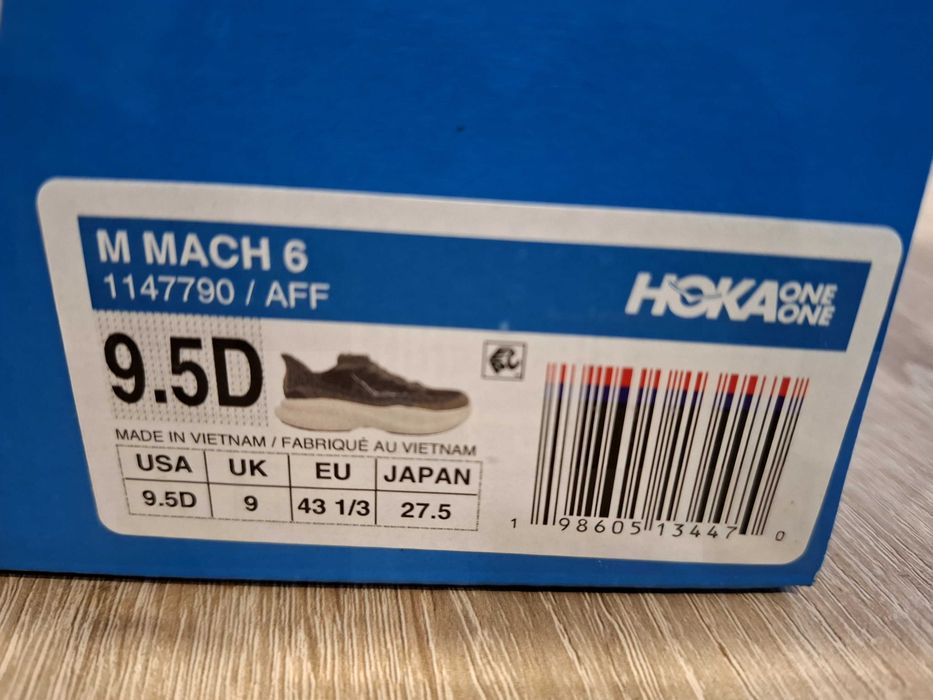 M MACH 6
1147790 / AFF
HOKA ONE ONE
9.5D
MADE IN VIETNAM / FABRIQUÉ AU VIETNAM
USA UK EU JAPAN
9.5D 9 43 1/3 27.5
1 98605 13447 0